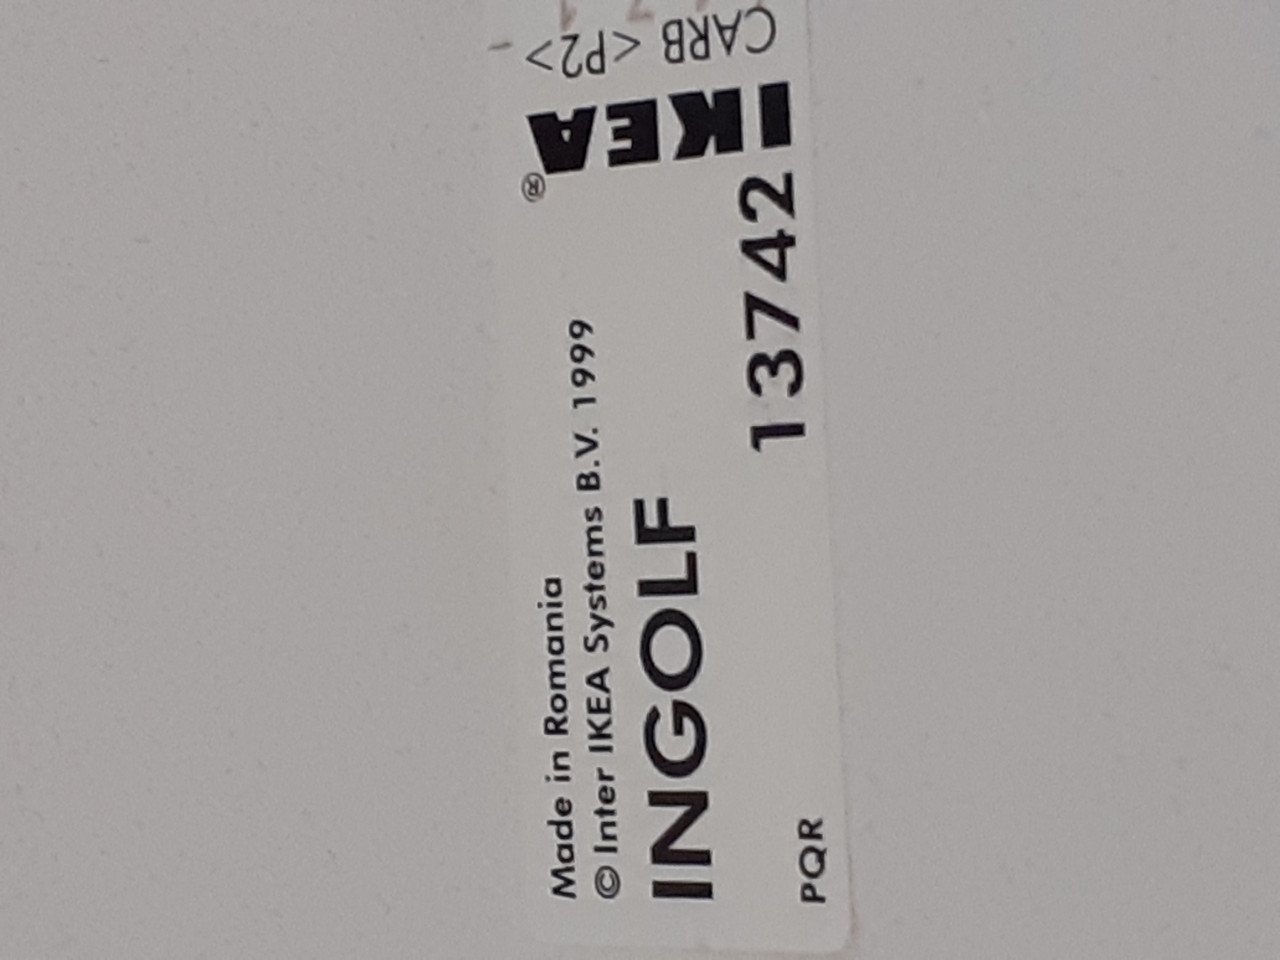 Made in Romania
© Inter IKEA Systems B.V. 1999
INGOLF
13742
PQR
IKEA®
CARB <P2>